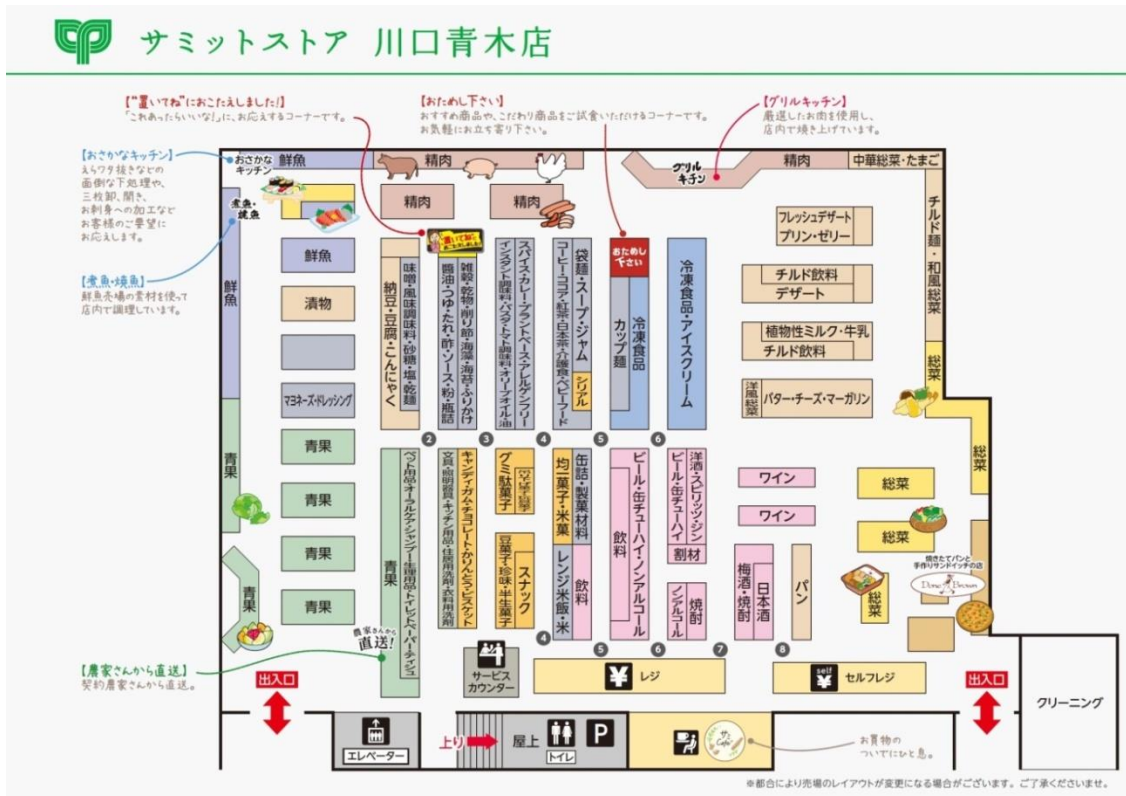 サミットストア 川口青木店
【“置いてね”におこたえしました!】
「これあったらいいな!」に、お応えするコーナーです。
【おためし下さい】
おすすめ商品や、こだわり商品をご試食いただけるコーナーです。
お気軽にお立ち寄り下さい。
【グリルキッチン】
厳選したお肉を使用し、
店内で焼き上げています。
【おさかなキッチン】
えらワタ抜きなどの
面倒な下処理や、
三枚卸、開き、
お刺身への加工など
お客様のご要望に
お応えします。
【煮魚・焼魚】
鮮魚売場の素材を使って
店内で調理しています。
おさかな
キッチン
鮮魚
精肉
グリル
キチン
精肉
中華総菜・たまご
煮魚・
焼魚
鮮魚
精肉
精肉
チルド麺・和風総菜
鮮魚
漬物
マヨネーズ・ドレッシング
納豆・豆腐・こんにゃく
味噌・風味調味料・砂糖・塩・乾麺
置いてね
醤油・つゆ・たれ・酢・ソース・粉・瓶詰
雑穀・乾物・削り節・海藻・海苔・ふりかけ
インスタント調味料・パスタ・トマト調味料・オリーブオイル・油
スパイス・カレー・プラントベース・アレルゲンフリー
コーヒー・ココア・紅茶・日本茶・介護食・ベビーフード
袋麺・スープ・ジャム
シリアル
おためし
下さい
カップ麺
冷凍食品
冷凍食品・アイスクリーム
フレッシュデザート
プリン・ゼリー
チルド飲料
デザート
植物性ミルク・牛乳
チルド飲料
洋風総菜
バター・チーズ・マーガリン
総菜
総菜
2
3
4
5
6
青果
青果
青果
青果
青果
青果
青果
ペット用品・オーラルケア・シャンプー・生理用品・トイレットペーパー・ティシュ
文具・照明器具・キッチン用品・住居用洗剤・衣料用洗剤
キャンディ・ガム・チョコレート・かりんとう・ビスケット
グミ・駄菓子
豆菓子・珍味・半生菓子
スナック
均一菓子・米菓
缶詰・製菓材料
レンジ米飯・米
飲料
飲料
ビール・缶チューハイ・ノンアルコール
ビール・缶チューハイ
洋酒・スピリッツ・ジン
割材
ノンアルコール
焼酎
ワイン
ワイン
梅酒・焼酎
日本酒
パン
総菜
総菜
総菜
焼きたてパンと
手作りサンドイッチの店
Dane Brown
農家さんから
直送!
【農家さんから直送】
契約農家さんから直送。
4
5
6
7
8
サービス
カウンター
¥ レジ
self
¥ セルフレジ
出入口
出入口
クリーニング
エレベーター
上り
屋上
トイレ
P
サミ
Café
お買物の
ついでにひと息。
※都合により売場のレイアウトが変更になる場合がございます。ご了承くださいませ。